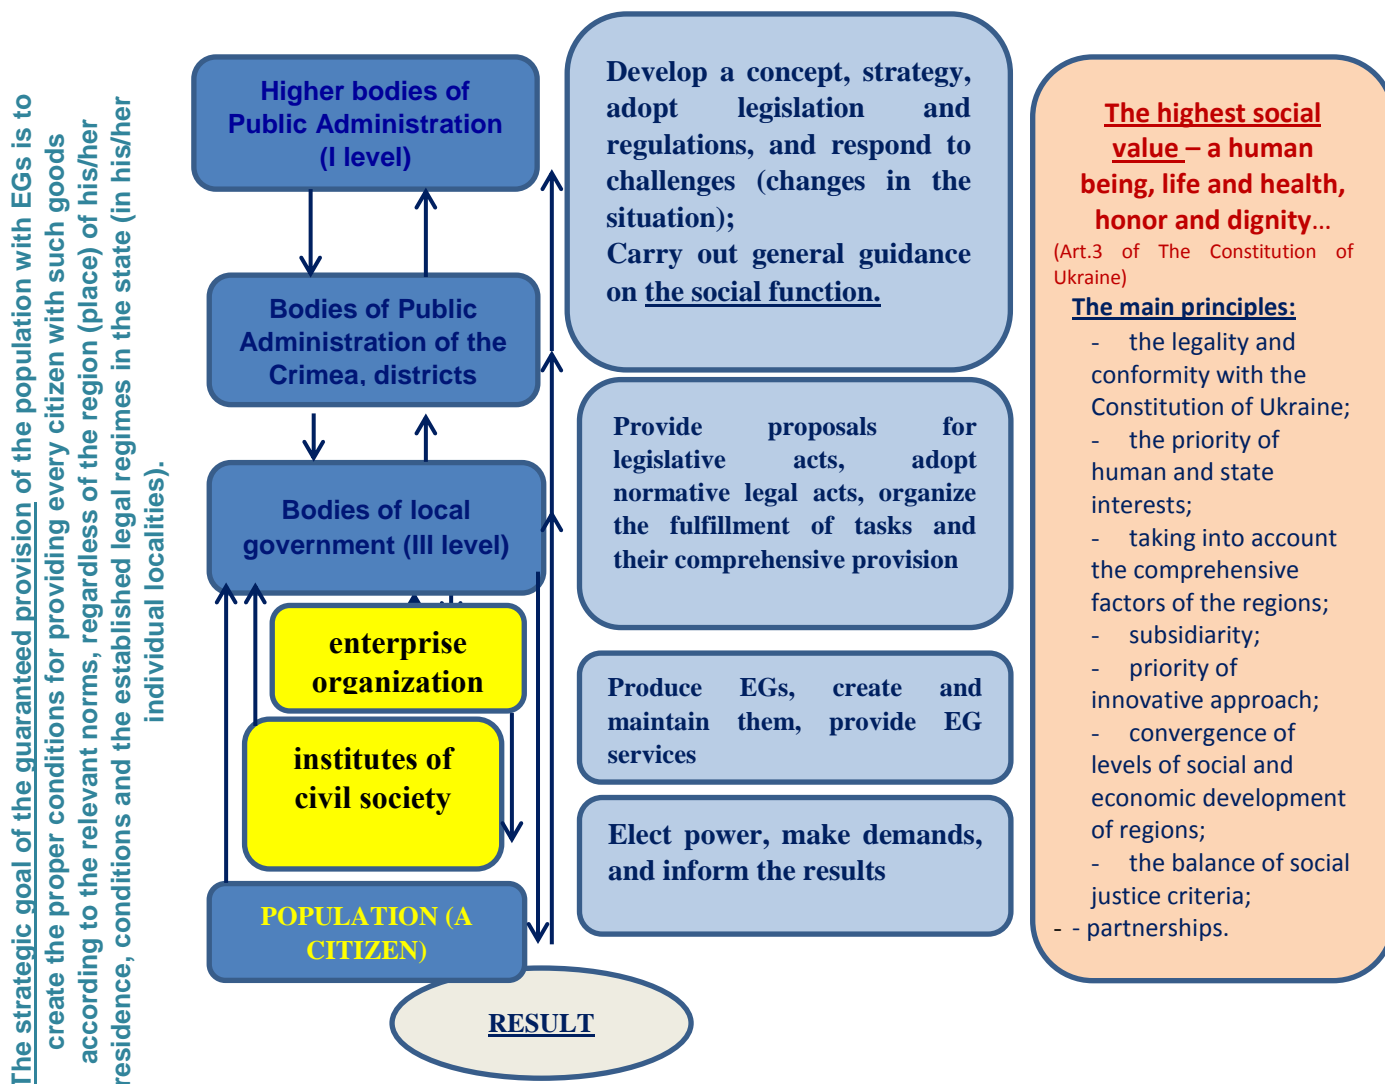 The strategic goal of the guaranteed provision of the population with EGs is to
create the proper conditions for providing every citizen with such goods
according to the relevant norms, regardless of the region (place) of his/her
residence, conditions and the established legal regimes in the state (in his/her
individual localities).
Higher bodies of
Public Administration
(I level)
Bodies of Public
Administration of the
Crimea, districts
Bodies of local
government (III level)
enterprise
organization
institutes of
civil society
POPULATION (A
CITIZEN)
RESULT
Develop a concept, strategy,
adopt legislation and
regulations, and respond to
challenges (changes in the
situation);
Carry out general guidance
on the social function.
Provide proposals for
legislative acts, adopt
normative legal acts, organize
the fulfillment of tasks and
their comprehensive provision
Produce EGs, create and
maintain them, provide EG
services
Elect power, make demands,
and inform the results
The highest social
value – a human
being, life and health,
honor and dignity...
(Art.3 of The Constitution of
Ukraine)
The main principles:
- the legality and
conformity with the
Constitution of Ukraine;
- the priority of
human and state
interests;
- taking into account
the comprehensive
factors of the regions;
- subsidiarity;
- priority of
innovative approach;
- convergence of
levels of social and
economic development
of regions;
- the balance of social
justice criteria;
- - partnerships.